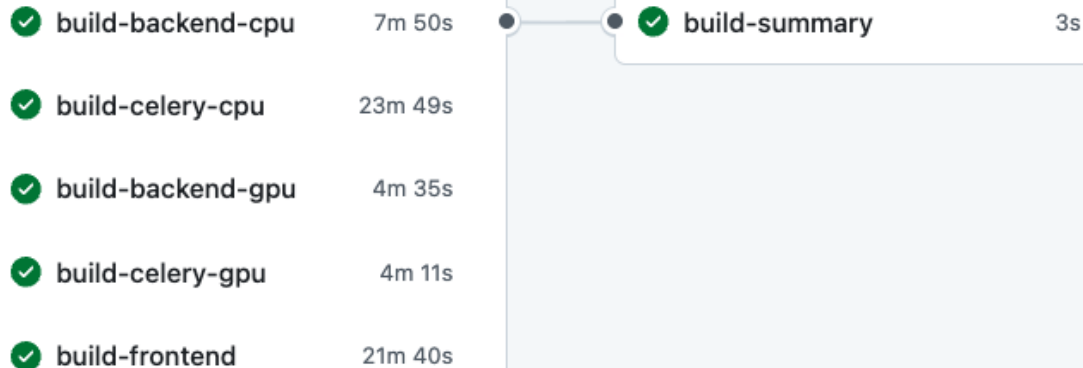 build-backend-cpu 7m 50s
build-summary 3s
build-celery-cpu 23m 49s
build-backend-gpu 4m 35s
build-celery-gpu 4m 11s
build-frontend 21m 40s